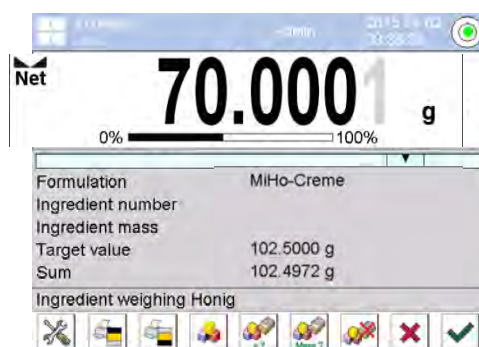 Net
70.0001 g
0% 100%
Formulation MiHo-Creme
Ingredient number
Ingredient mass
Target value 102.5000 g
Sum 102.4972 g
Ingredient weighing Honig